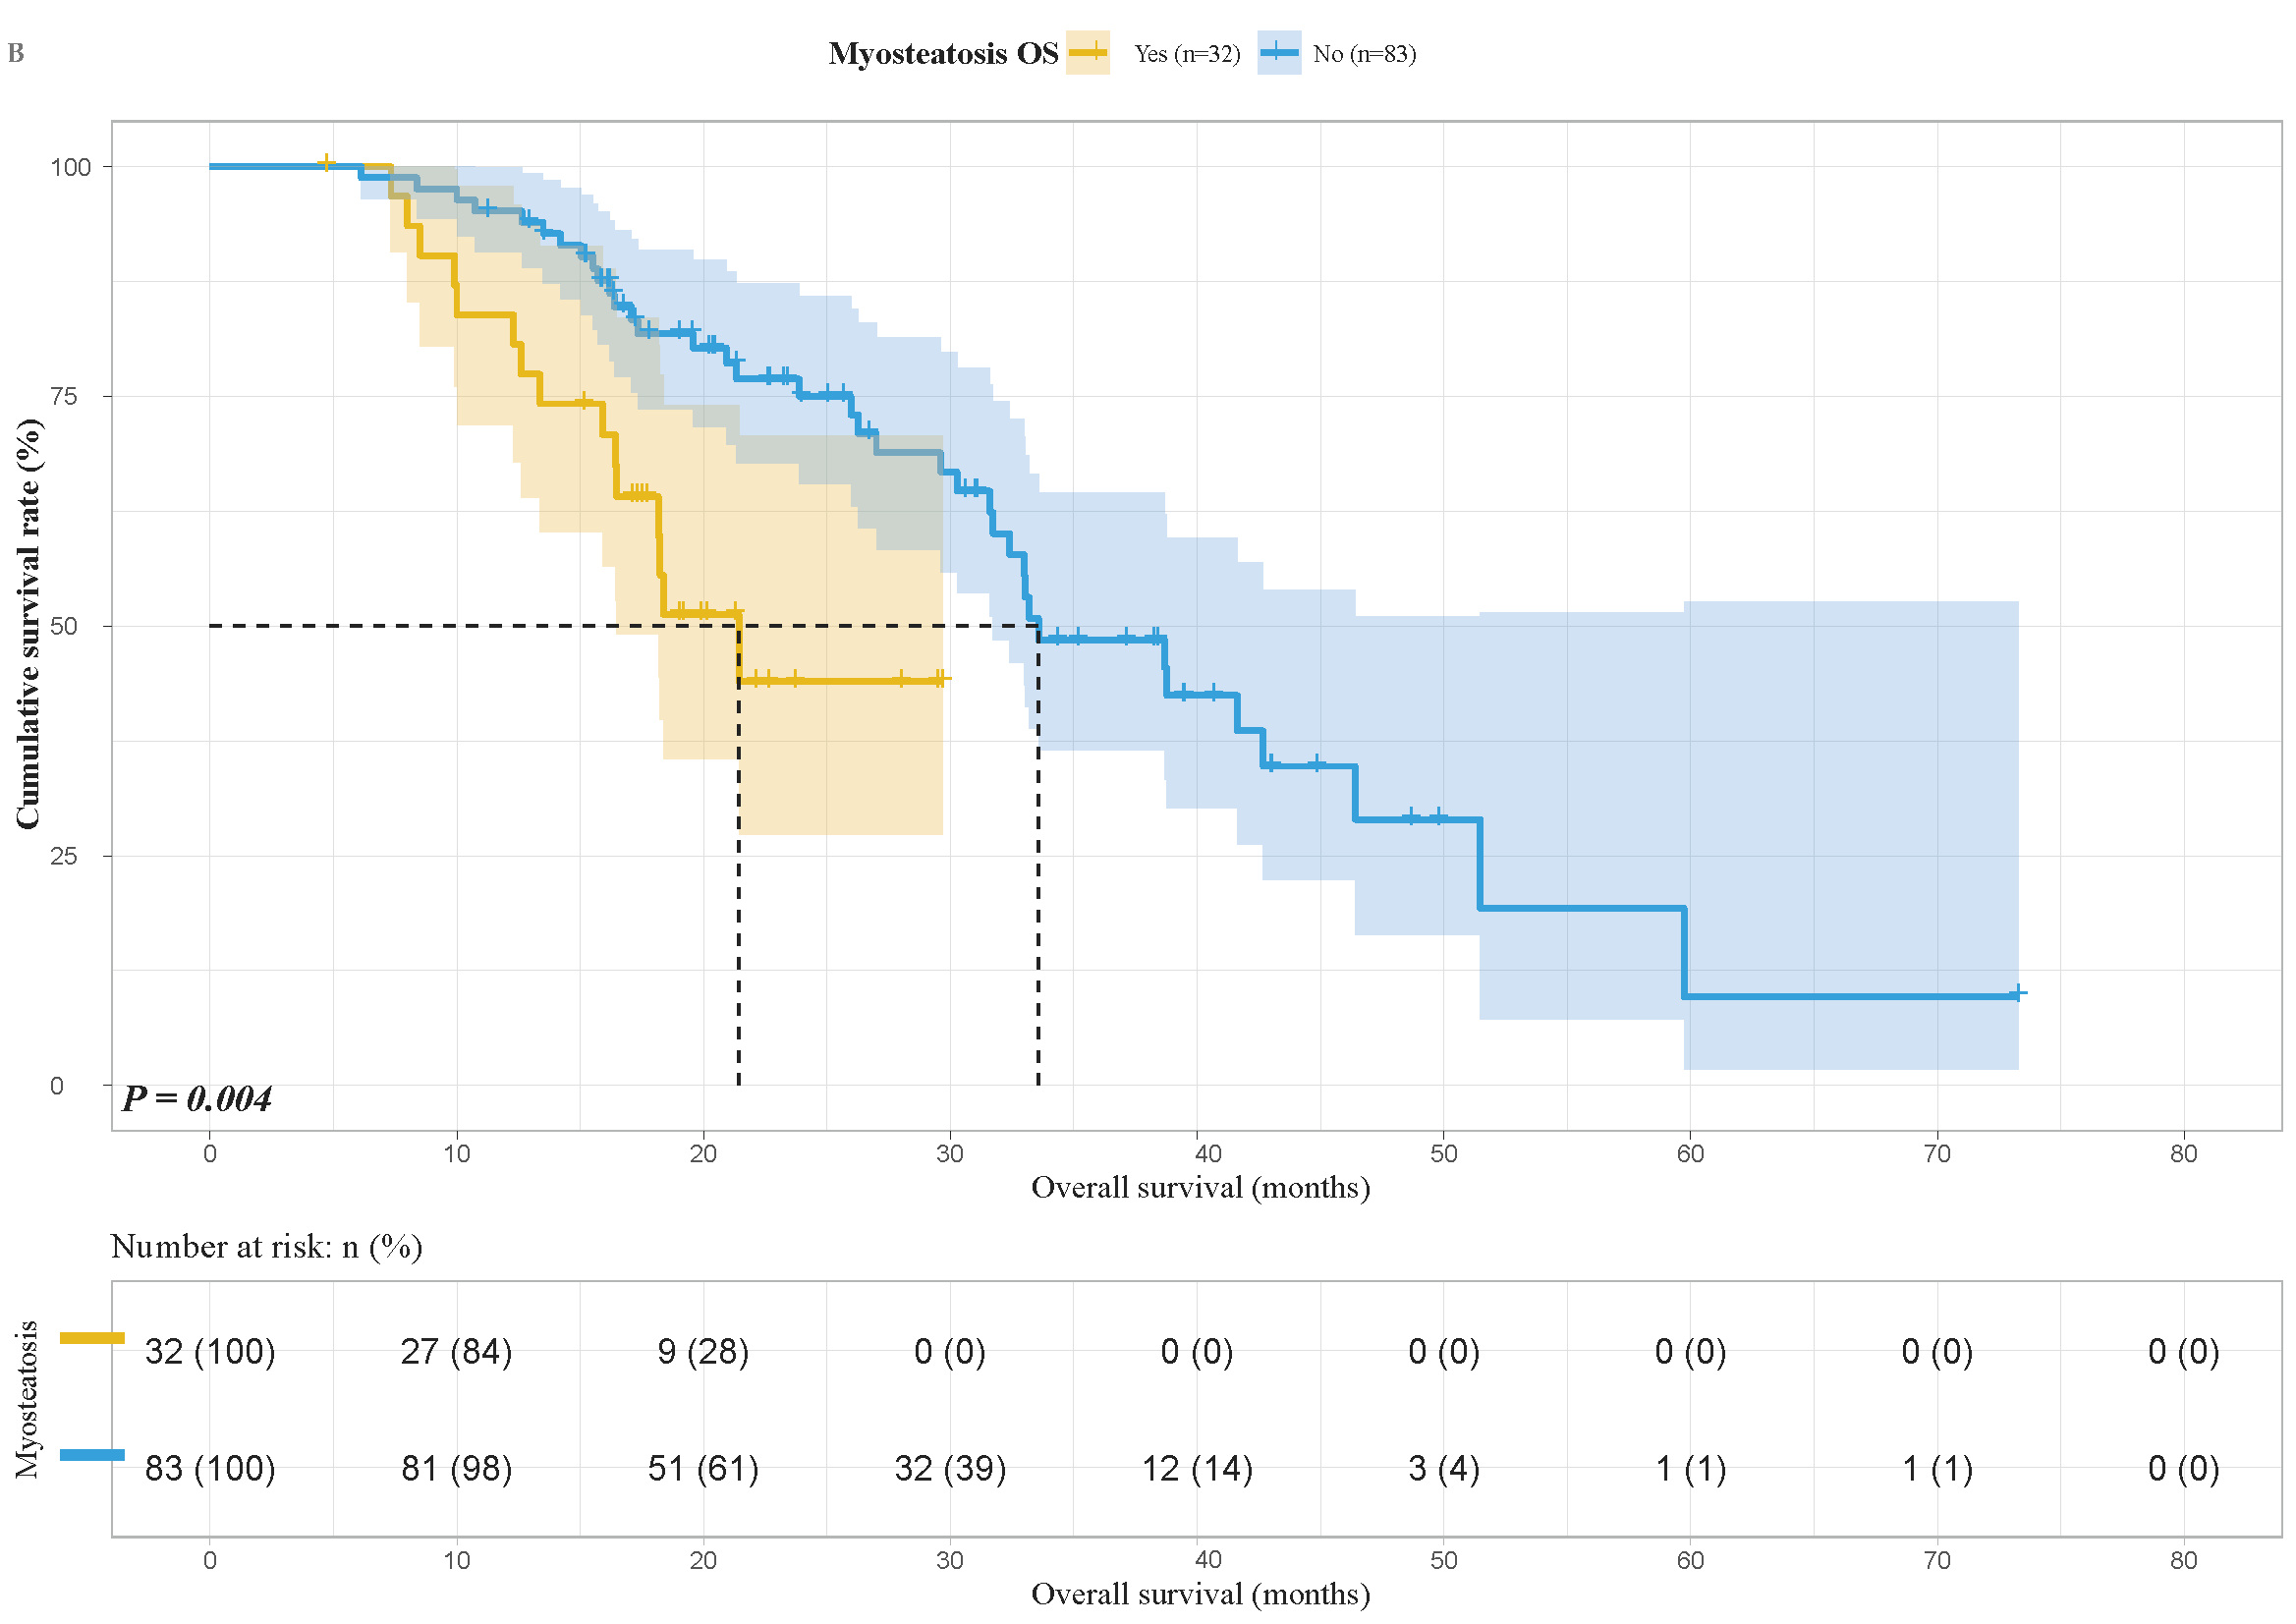 B
Myosteatosis OS Yes (n=32) No (n=83)
Cumulative survival rate (%)
100
75
50
25
0
P = 0.004
0 10 20 30 40 50 60 70 80
Overall survival (months)
Number at risk: n (%)
Myosteatosis
32 (100) 27 (84) 9 (28) 0 (0) 0 (0) 0 (0) 0 (0) 0 (0) 0 (0)
83 (100) 81 (98) 51 (61) 32 (39) 12 (14) 3 (4) 1 (1) 1 (1) 0 (0)
0 10 20 30 40 50 60 70 80
Overall survival (months)